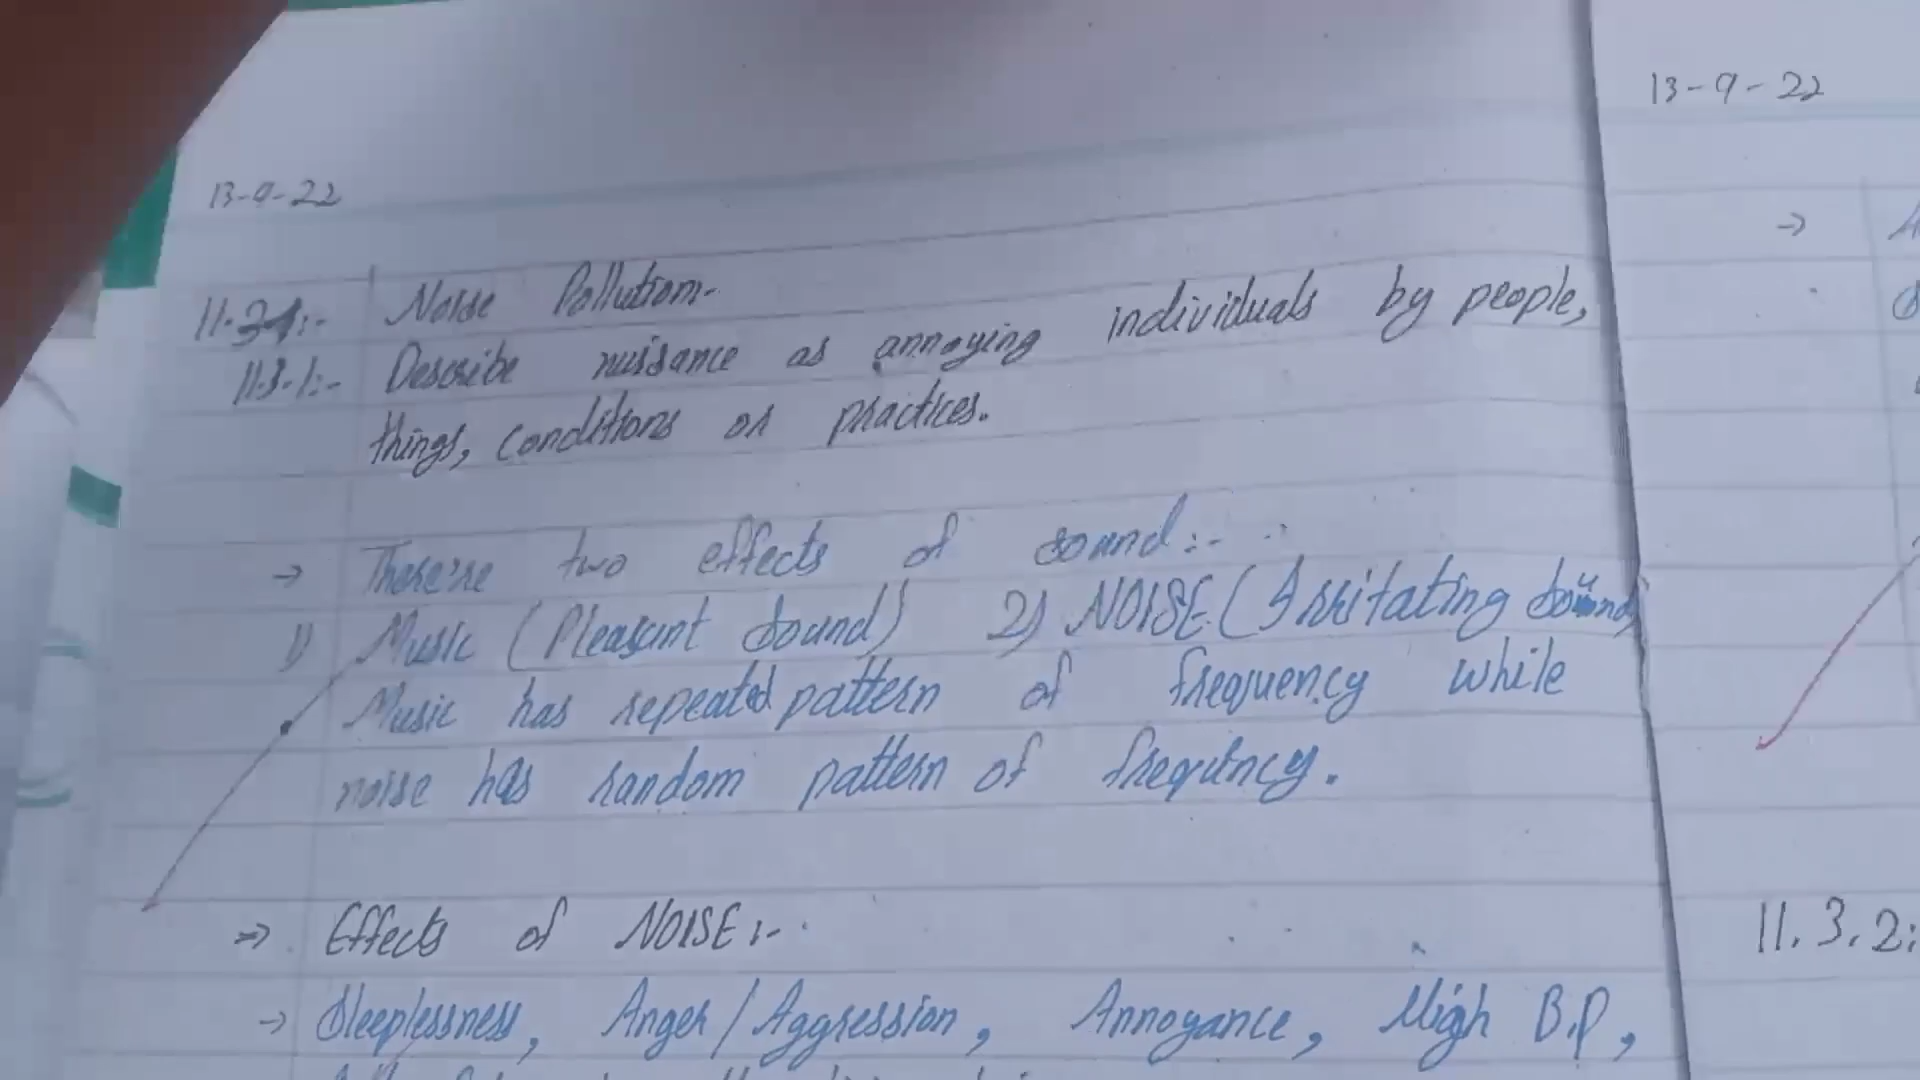 13-9-22
11.3:- Noise Pollution-
11.3.1:- Describe nuisance as annoying individuals by people,
things, conditions or practices.
→ There're two effects of sound:-
1) Music (Pleasant sound) 2) NOISE (Irritating sound)
Music has repeated pattern of frequency while
noise has random pattern of frequency.
⇒ Effects of NOISE:-
→ Sleeplessness, Anger/Aggression, Annoyance, High B.P,
13-9-22
→
11.3.2: